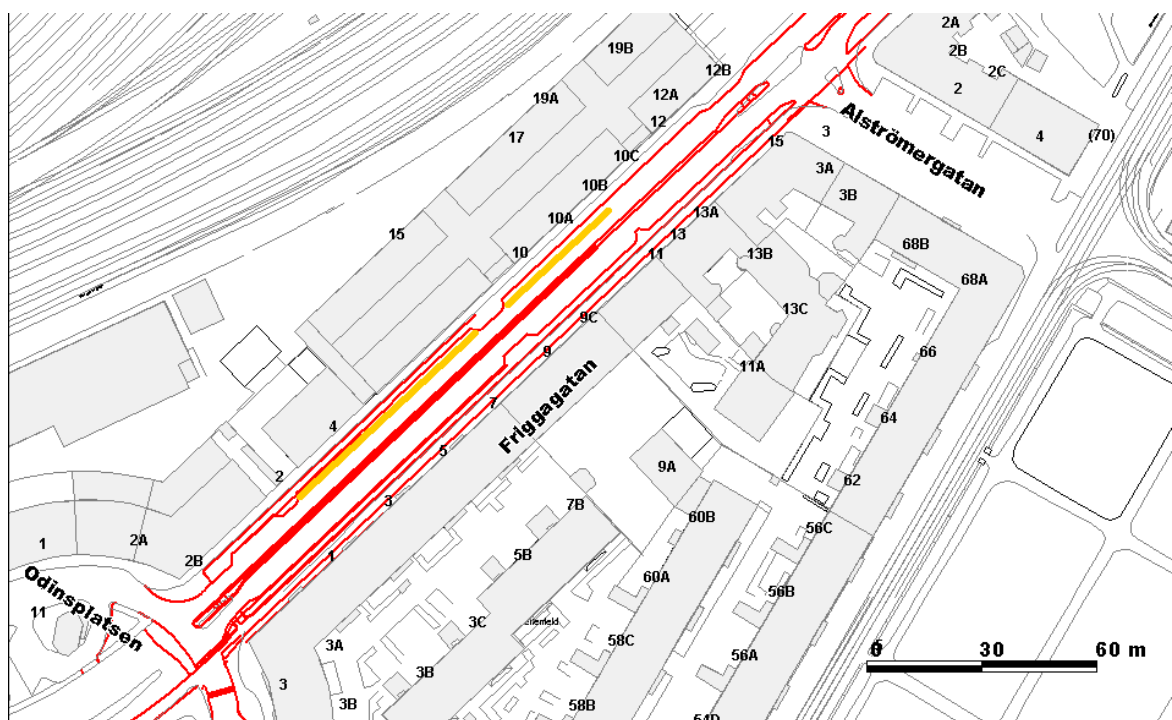 2A
19B
2B
12B
2C
19A
12A
2
12
Alströmergatan
17
3
4
(70)
15
10C
3A
10B
3B
13A
10A
15
13
13B
68B
10
11
68A
13C
9C
9
66
11A
7
Friggagatan
64
4
5
9A
62
2
3
7B
60B
56C
1
2A
2B
1
5B
60A
56B
Odinsplatsen
11
3C
58C
3A
56A
0
30
60 m
3B
3
3B
58B
54D